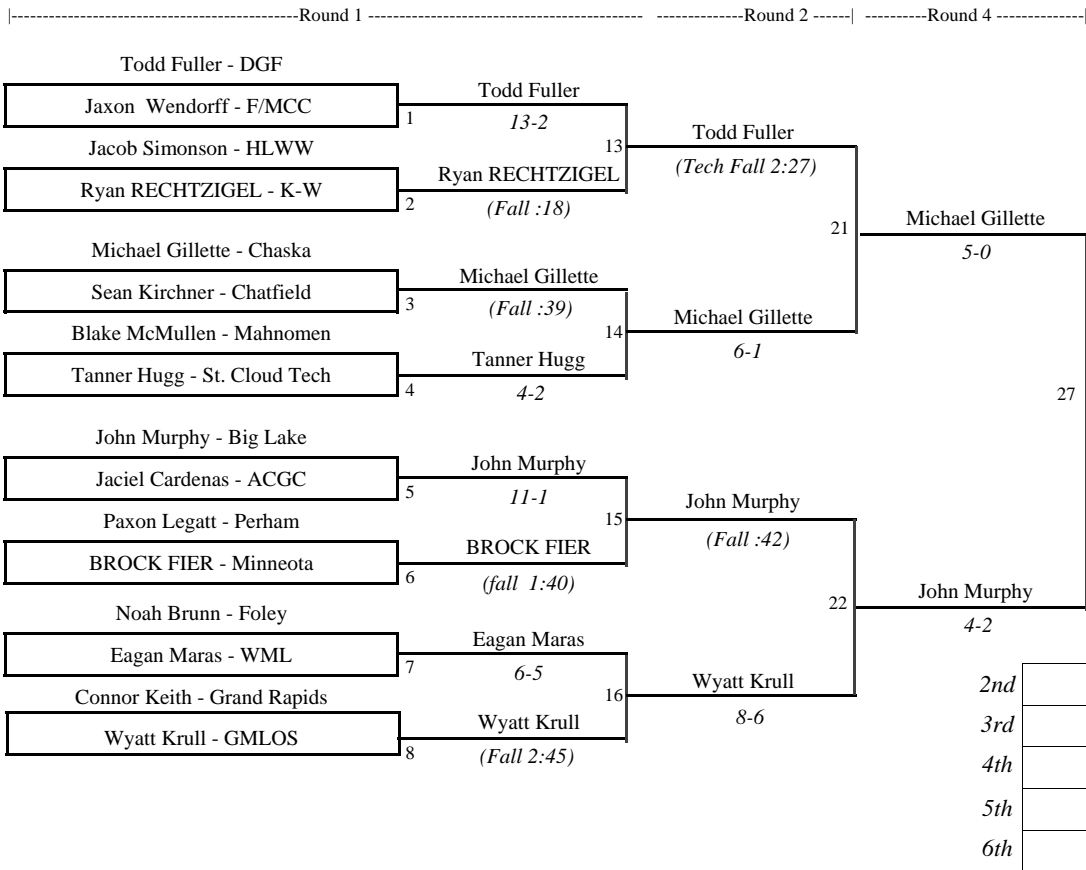 |----------------------------------------Round 1 --------------------------------------
---------------Round 2 ------|
----------Round 4 ------------|
Todd Fuller - DGF
Jaxon Wendorff - F/MCC
1
Jacob Simonson - HLWW
Ryan RECHTZIGEL - K-W
2
Michael Gillette - Chaska
Sean Kirchner - Chatfield
3
Blake McMullen - Mahnomen
Tanner Hugg - St. Cloud Tech
4
John Murphy - Big Lake
Jaciel Cardenas - ACGC
5
Paxon Legatt - Perham
BROCK FIER - Minneota
6
Noah Brunn - Foley
Eagan Maras - WML
7
Connor Keith - Grand Rapids
Wyatt Krull - GMLOS
8
Todd Fuller
13-2
13
Ryan RECHTZIGEL
(Fall :18)
Michael Gillette
(Fall :39)
14
Tanner Hugg
4-2
John Murphy
11-1
15
BROCK FIER
(fall 1:40)
Eagan Maras
6-5
16
Wyatt Krull
(Fall 2:45)
Todd Fuller
(Tech Fall 2:27)
21
Michael Gillette
6-1
John Murphy
(Fall :42)
22
Wyatt Krull
8-6
Michael Gillette
5-0
27
John Murphy
4-2
2nd
3rd
4th
5th
6th